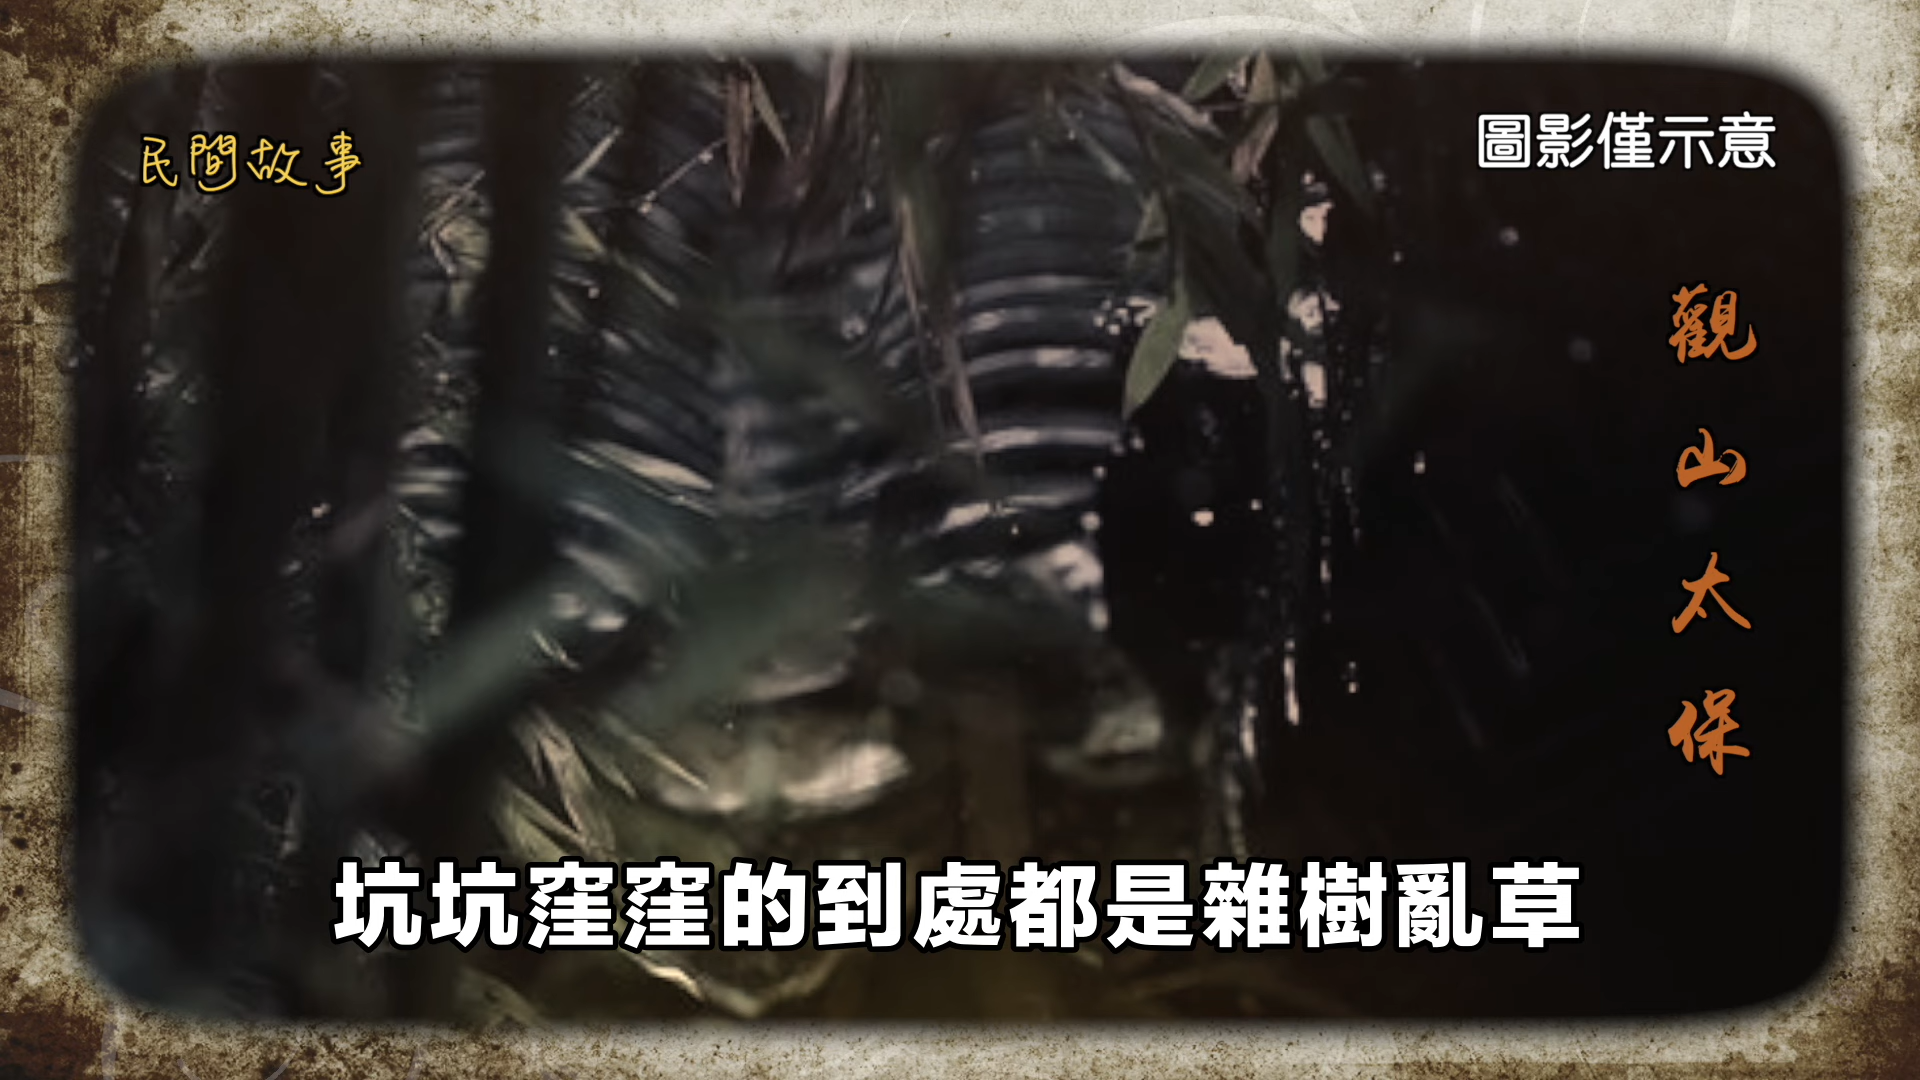 民間故事
圖影僅示意
觀山太保
坑坑窪窪的到處都是雜樹亂草